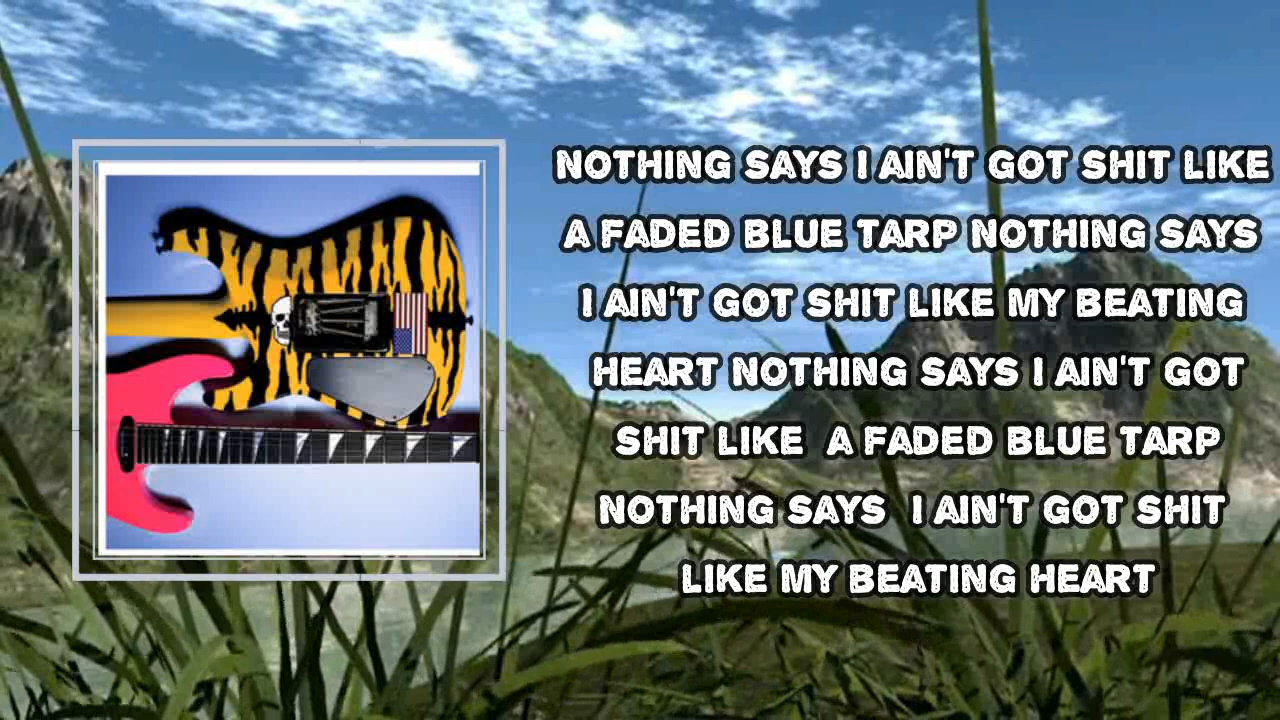 NOTHING SAYS I AIN'T GOT SHIT LIKE
A FADED BLUE TARP NOTHING SAYS
I AIN'T GOT SHIT LIKE MY BEATING
HEART NOTHING SAYS I AIN'T GOT
SHIT LIKE  A FADED BLUE TARP
NOTHING SAYS  I AIN'T GOT SHIT
LIKE MY BEATING HEART